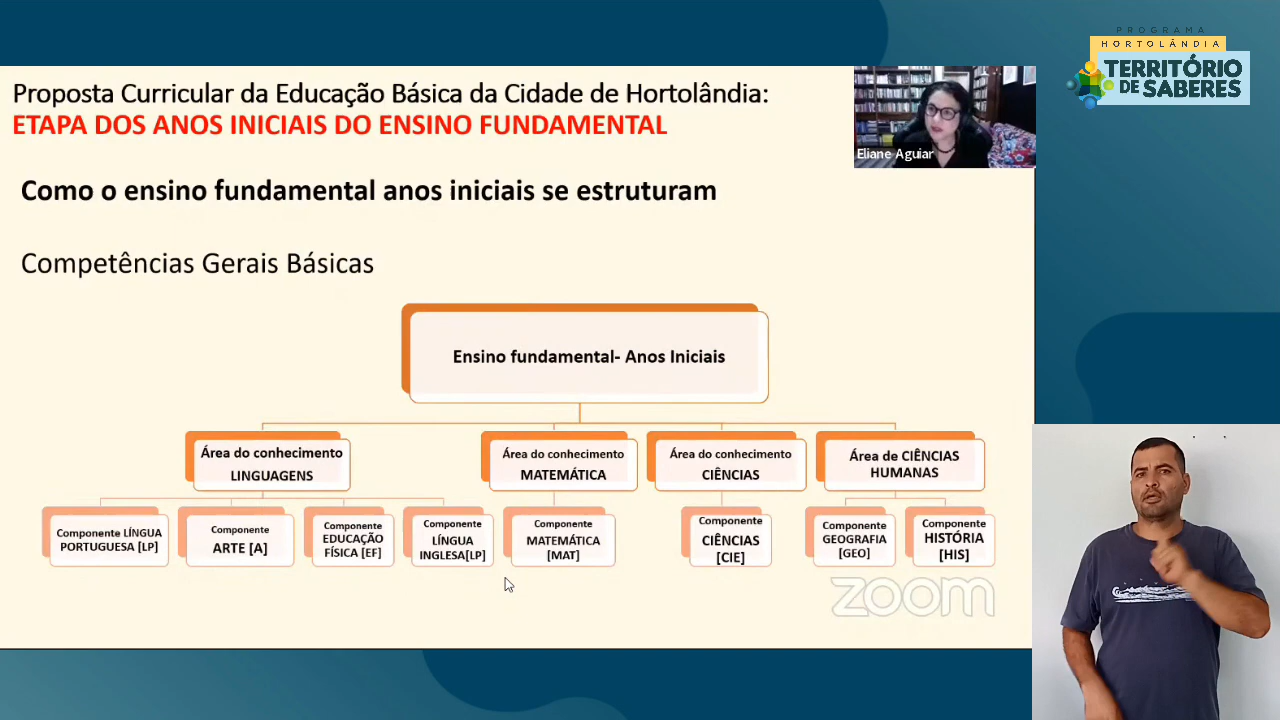 PROGRAMA
HORTOLÂNDIA
TERRITÓRIO
DE SABERES
Proposta Curricular da Educação Básica da Cidade de Hortolândia:
ETAPA DOS ANOS INICIAIS DO ENSINO FUNDAMENTAL
Eliane Aguiar
Como o ensino fundamental anos iniciais se estruturam
Competências Gerais Básicas
Ensino fundamental- Anos Iniciais
Área do conhecimento
LINGUAGENS
Área do conhecimento
MATEMÁTICA
Área do conhecimento
CIÊNCIAS
Área de CIÊNCIAS
HUMANAS
Componente LÍNGUA
PORTUGUESA [LP]
Componente
ARTE [A]
Componente
EDUCAÇÃO
FÍSICA [EF]
Componente
LÍNGUA
INGLESA[LP]
Componente
MATEMÁTICA
[MAT]
Componente
CIÊNCIAS
[CIE]
Componente
GEOGRAFIA
[GEO]
Componente
HISTÓRIA
[HIS]
zoom